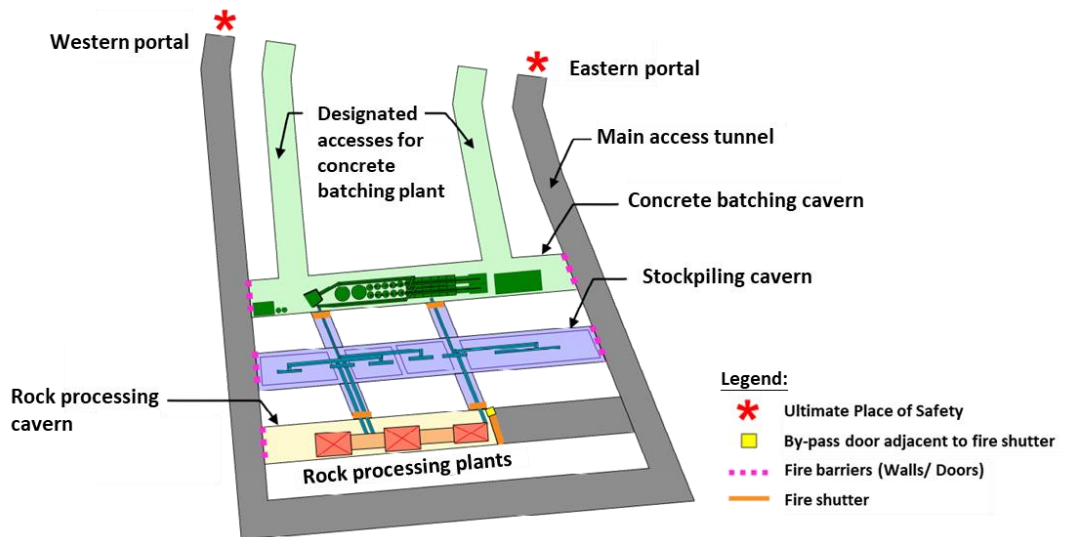 Western portal
Eastern portal
Designated
accesses for
concrete
batching plant
Main access tunnel
Concrete batching cavern
Stockpiling cavern
Rock processing
cavern
Rock processing plants
Legend:
Ultimate Place of Safety
By-pass door adjacent to fire shutter
Fire barriers (Walls/ Doors)
Fire shutter